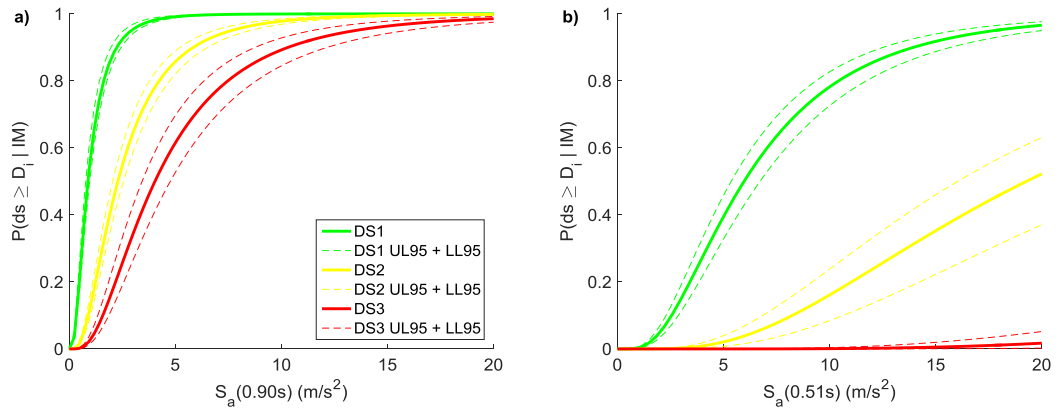 a)
1
0.8
0.6
0.4
0.2
0
P(ds ≥ D_i | IM)
0 5 10 15 20
S_a(0.90s) (m/s²)
DS1
DS1 UL95 + LL95
DS2
DS2 UL95 + LL95
DS3
DS3 UL95 + LL95
b)
1
0.8
0.6
0.4
0.2
0
P(ds ≥ D_i | IM)
0 5 10 15 20
S_a(0.51s) (m/s²)